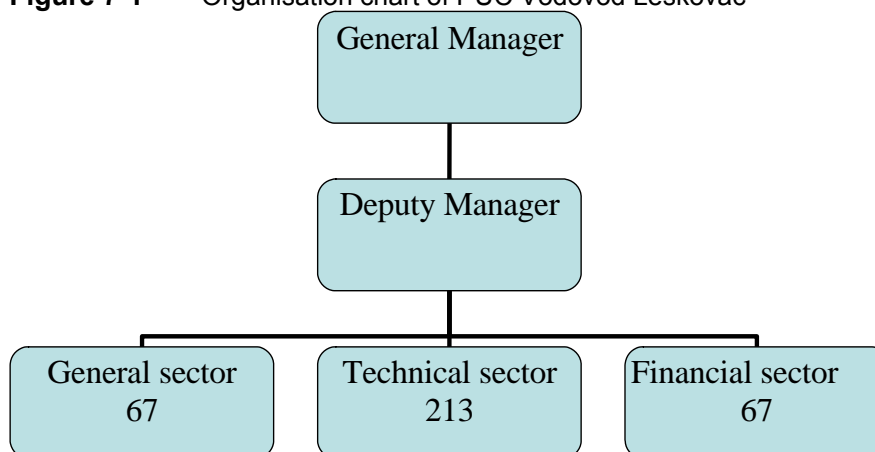 Figure 7-1 Organisation chart of PUC Vodovod Leskovac
General Manager
Deputy Manager
General sector
67
Technical sector
213
Financial sector
67